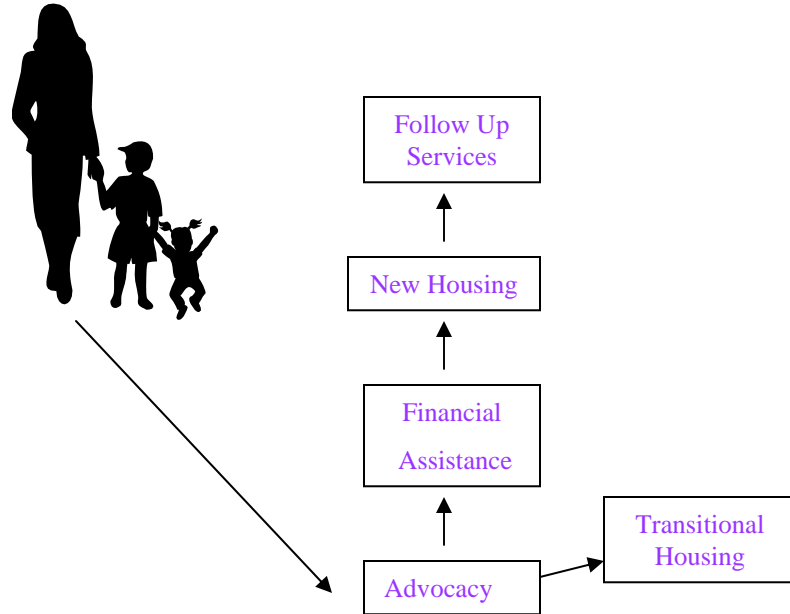 Follow Up
Services
New Housing
Financial
Assistance
Transitional
Housing
Advocacy